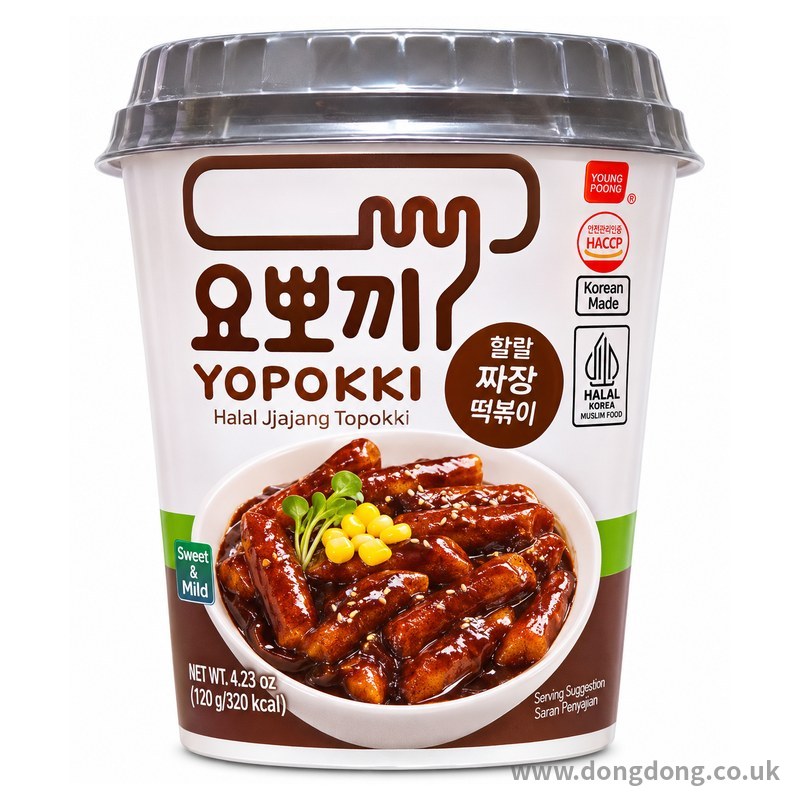 YOUNG
POONG
®
안전관리인증
HACCP
Korean
Made
HALAL
KOREA
MUSLIM FOOD
요뽀끼
YOPOKKI
Halal Jjajang Topokki
할랄
짜장
떡볶이
Sweet
&
Mild
NET WT. 4.23 oz
(120 g/320 kcal)
Serving Suggestion
Saran Penyajian
www.dongdong.co.uk